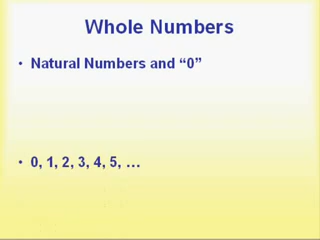 Whole Numbers
• Natural Numbers and “0”
• 0, 1, 2, 3, 4, 5, …